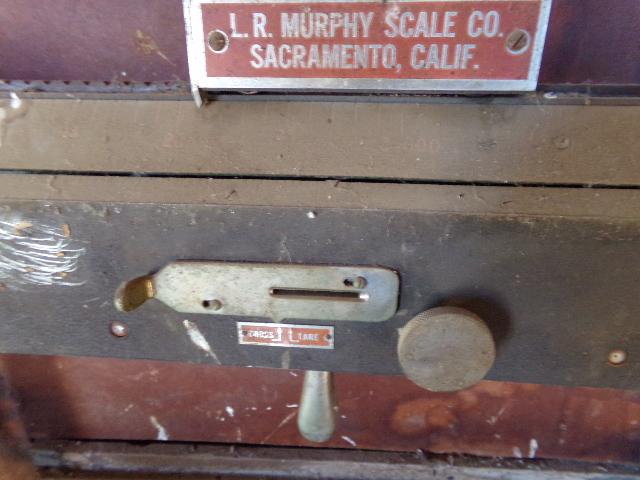 L.R. MURPHY SCALE CO.
SACRAMENTO, CALIF.
GROSS TARE